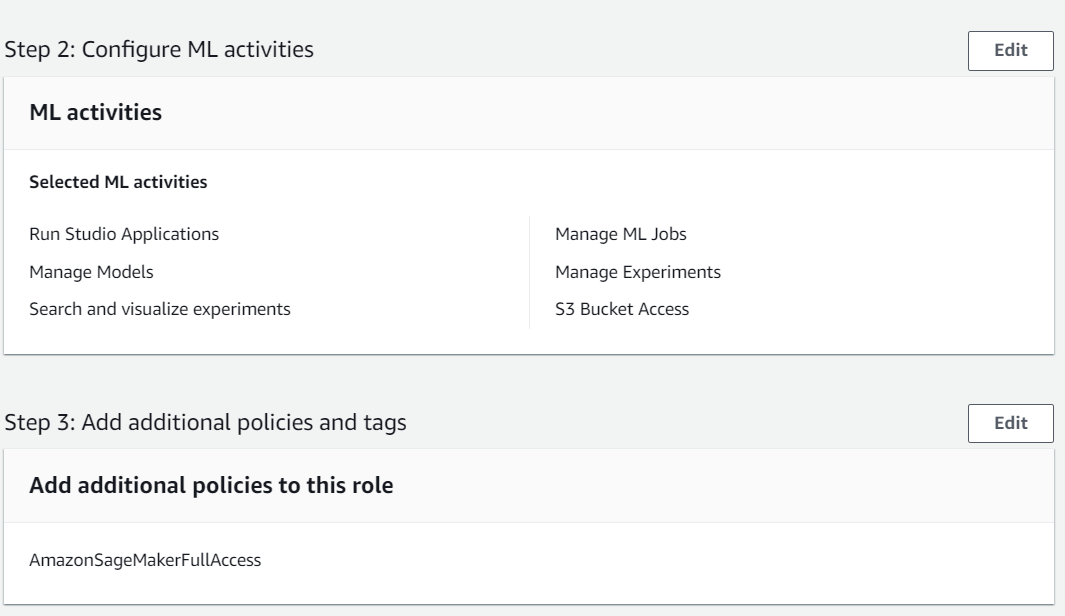 Step 2: Configure ML activities
Edit
ML activities
Selected ML activities
Run Studio Applications
Manage Models
Search and visualize experiments
Manage ML Jobs
Manage Experiments
S3 Bucket Access
Step 3: Add additional policies and tags
Edit
Add additional policies to this role
AmazonSageMakerFullAccess